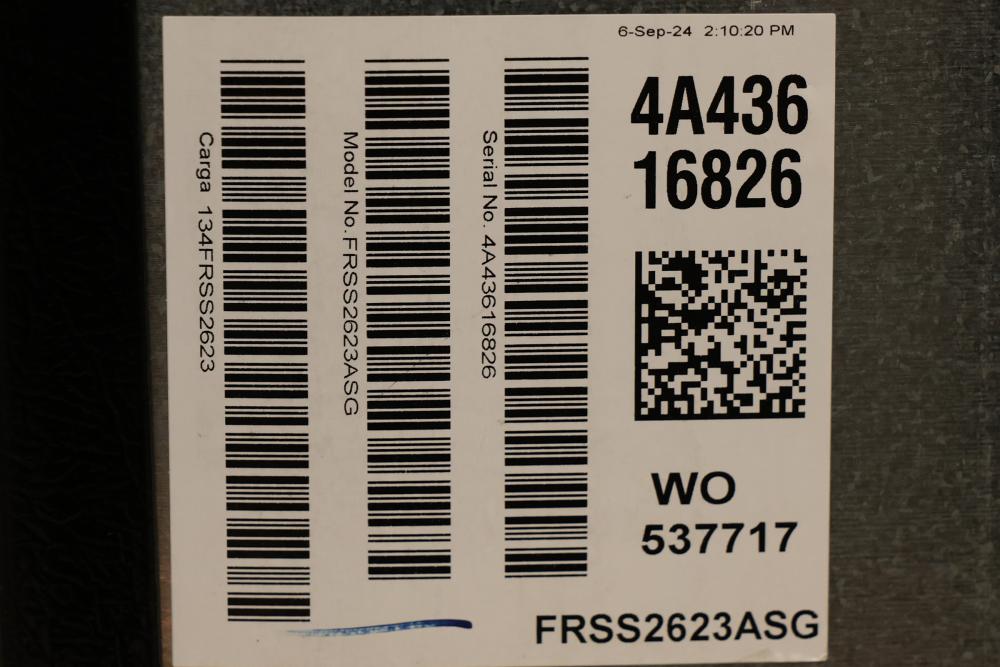 6-Sep-24 2:10:20 PM
4A436
16826
Carga 134FRSS2623
Model No. FRSS2623ASG
Serial No. 4A43616826
WO
537717
FRSS2623ASG